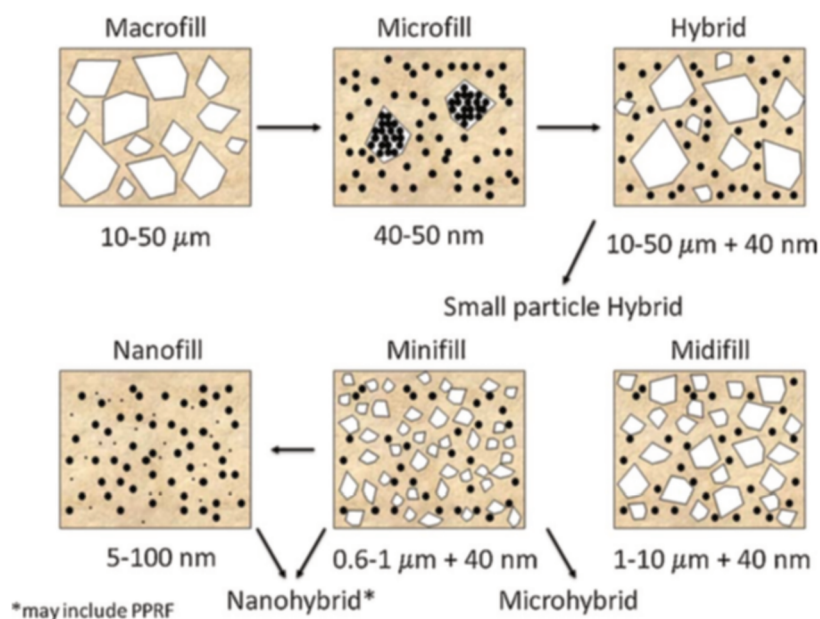 Macrofill
Microfill
Hybrid
10-50 μm
40-50 nm
10-50 μm + 40 nm
Small particle Hybrid
Nanofill
Minifill
Midifill
5-100 nm
0.6-1 μm + 40 nm
1-10 μm + 40 nm
Nanohybrid*
Microhybrid
*may include PPRF